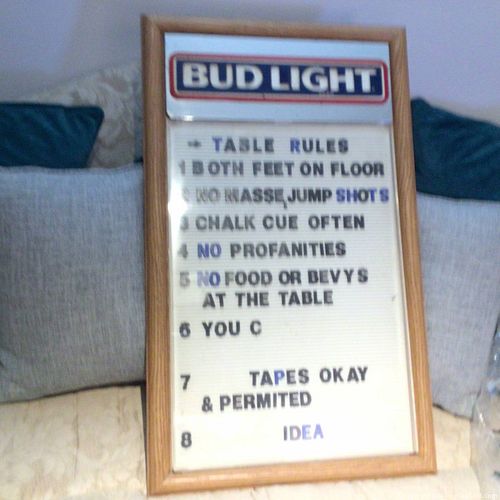 BUD LIGHT
→ TABLE RULES
1 BOTH FEET ON FLOOR
2 NO MASSE, JUMP SHOTS
3 CHALK CUE OFTEN
4 NO PROFANITIES
5 NO FOOD OR BEVYS
AT THE TABLE
6 YOU C
7 TAPES OKAY
& PERMITED
8 IDEA